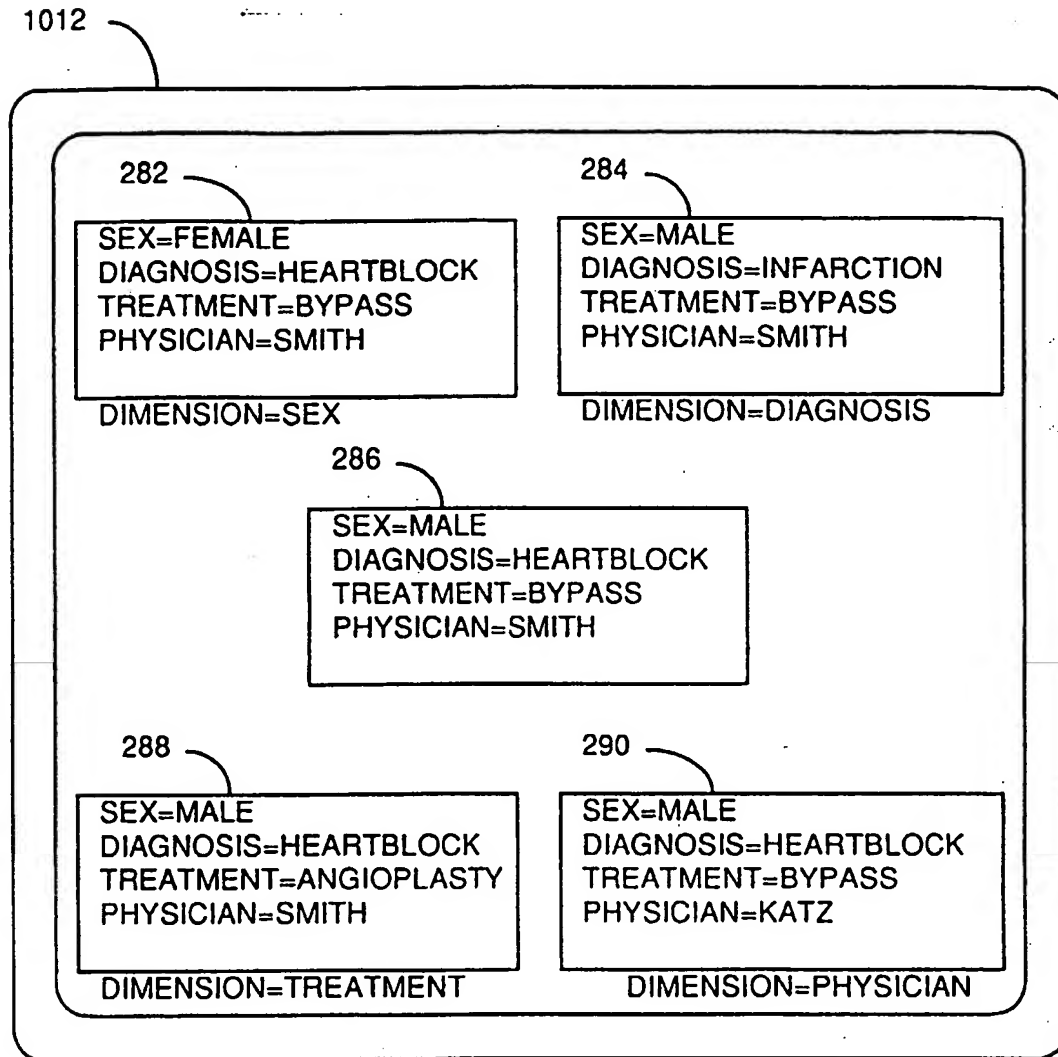 1012
282
SEX=FEMALE
DIAGNOSIS=HEARTBLOCK
TREATMENT=BYPASS
PHYSICIAN=SMITH
DIMENSION=SEX
284
SEX=MALE
DIAGNOSIS=INFARCTION
TREATMENT=BYPASS
PHYSICIAN=SMITH
DIMENSION=DIAGNOSIS
286
SEX=MALE
DIAGNOSIS=HEARTBLOCK
TREATMENT=BYPASS
PHYSICIAN=SMITH
288
SEX=MALE
DIAGNOSIS=HEARTBLOCK
TREATMENT=ANGIOPLASTY
PHYSICIAN=SMITH
DIMENSION=TREATMENT
290
SEX=MALE
DIAGNOSIS=HEARTBLOCK
TREATMENT=BYPASS
PHYSICIAN=KATZ
DIMENSION=PHYSICIAN